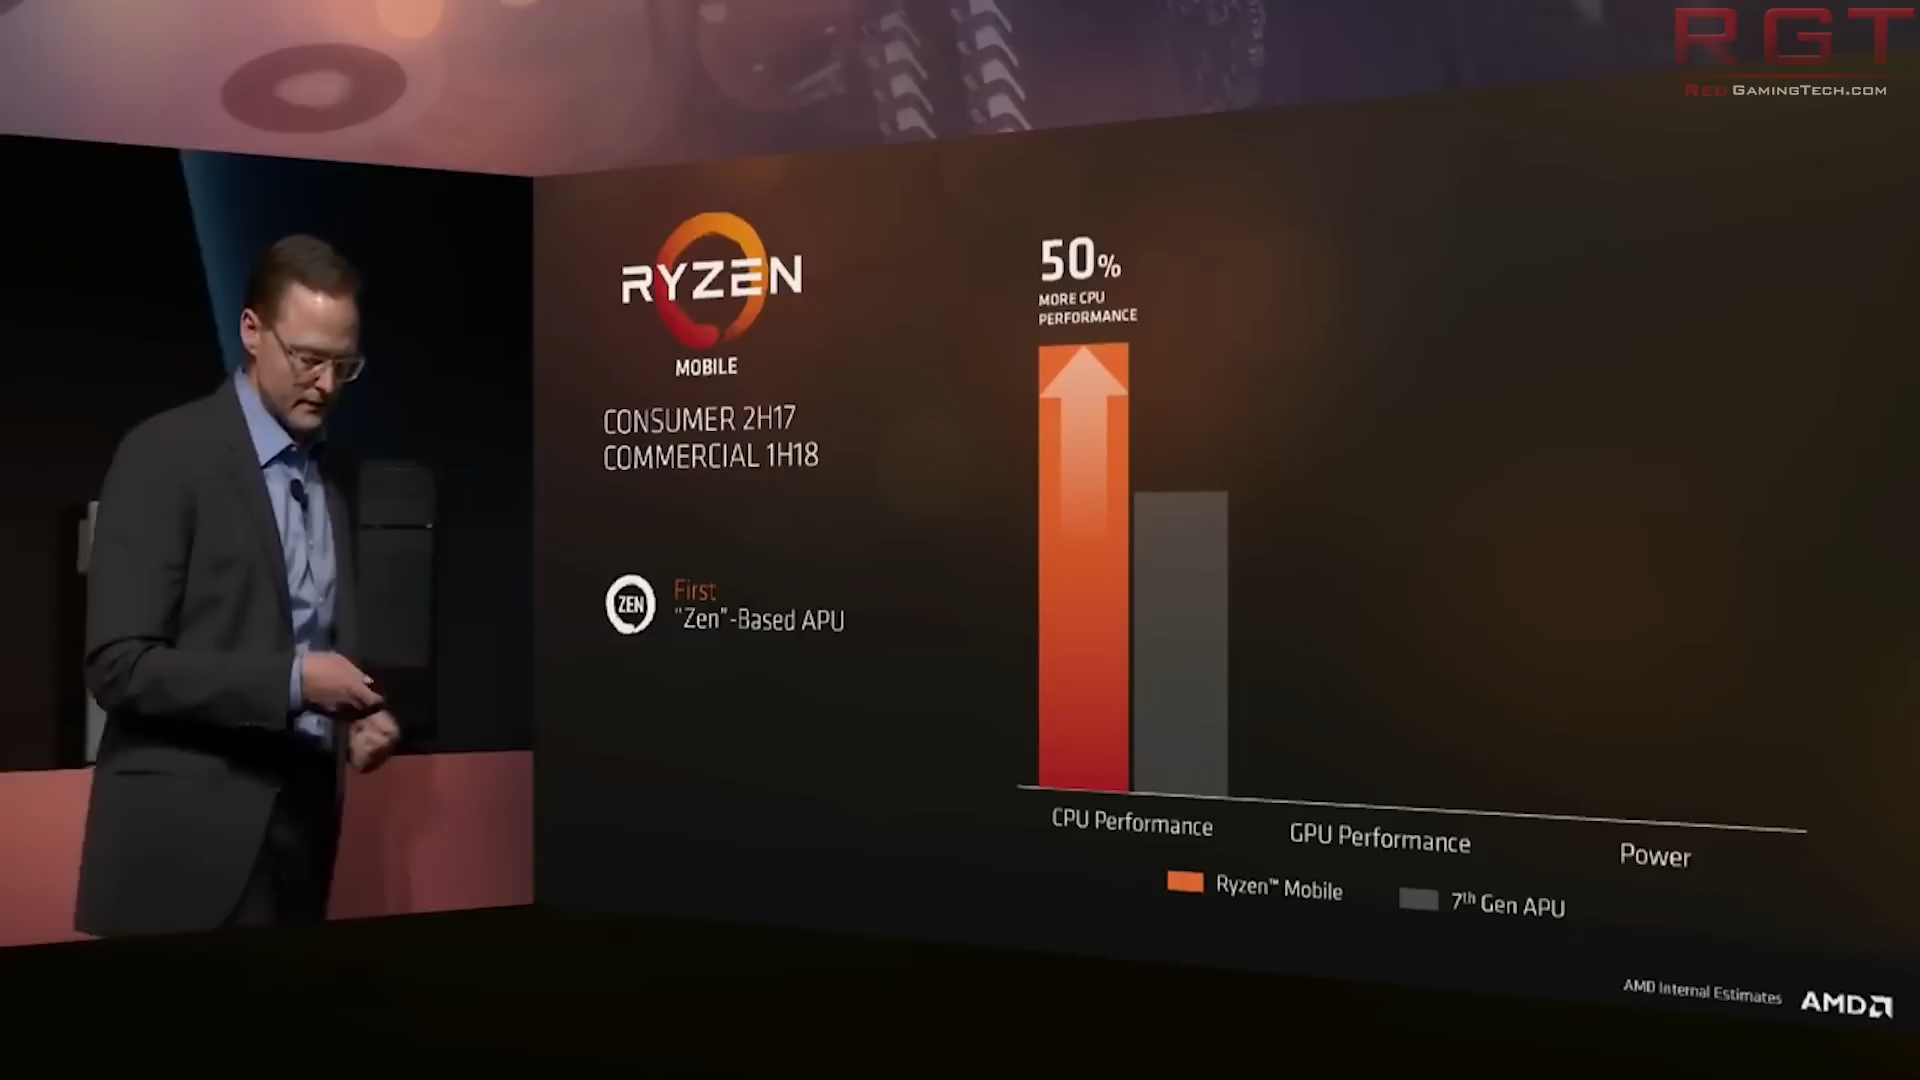 RGT
RED GAMINGTECH.COM
RYZEN
MOBILE
CONSUMER 2H17
COMMERCIAL 1H18
ZEN
First
"Zen"-Based APU
50%
MORE CPU
PERFORMANCE
CPU Performance
GPU Performance
Power
Ryzen™ Mobile
7th Gen APU
AMD Internal Estimates
AMD